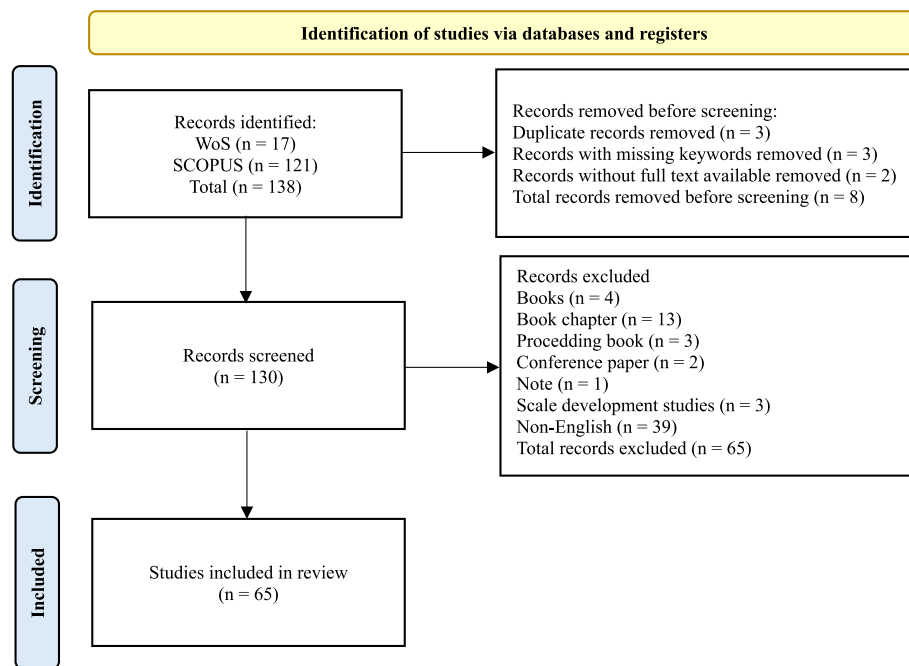 Identification of studies via databases and registers
Identification
Records identified:
WoS (n = 17)
SCOPUS (n = 121)
Total (n = 138)
Records removed before screening:
Duplicate records removed (n = 3)
Records with missing keywords removed (n = 3)
Records without full text available removed (n = 2)
Total records removed before screening (n = 8)
Screening
Records screened
(n = 130)
Records excluded
Books (n = 4)
Book chapter (n = 13)
Procedding book (n = 3)
Conference paper (n = 2)
Note (n = 1)
Scale development studies (n = 3)
Non-English (n = 39)
Total records excluded (n = 65)
Included
Studies included in review
(n = 65)